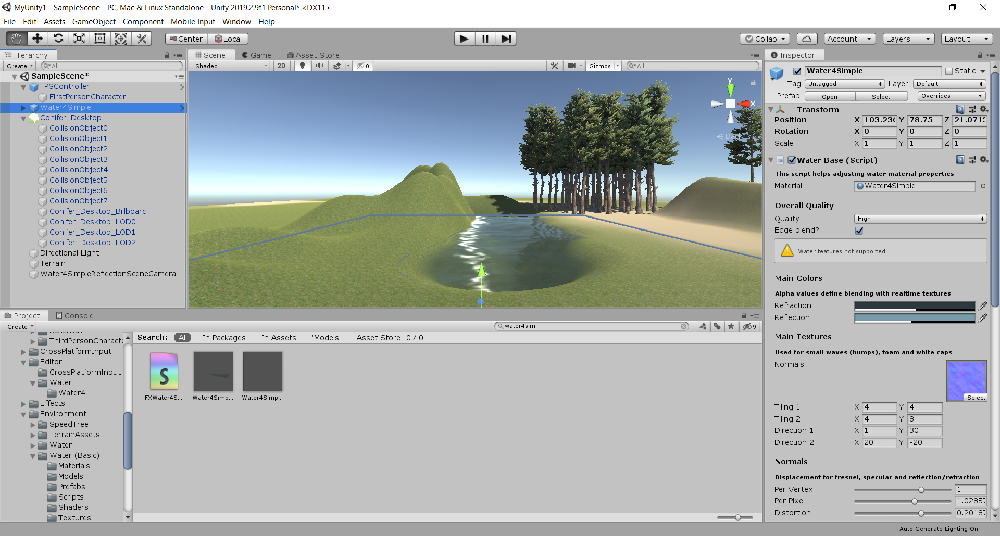 MyUnity1 - SampleScene - PC, Mac & Linux Standalone - Unity 2019.2.9f1 Personal* <DX11>
File Edit Assets GameObject Component Mobile Input Window Help
Center Local Collab Account Layers Layout
Hierarchy
Create All
SampleScene*
FPSController
FirstPersonCharacter
Water4Simple
Conifer_Desktop
CollisionObject0
CollisionObject1
CollisionObject2
CollisionObject3
CollisionObject4
CollisionObject5
CollisionObject6
CollisionObject7
Conifer_Desktop_Billboard
Conifer_Desktop_LOD0
Conifer_Desktop_LOD1
Conifer_Desktop_LOD2
Directional Light
Terrain
Water4SimpleReflectionSceneCamera
Scene Game Asset Store
Shaded 2D 0 Gizmos All
y
x
Back
Inspector
Water4Simple Static
Tag Untagged Layer Default
Prefab Open Select Overrides
Transform
Position X 103.236 Y 78.75 Z 21.0713
Rotation X 0 Y 0 Z 0
Scale X 1 Y 1 Z 1
Water Base (Script)
This script helps adjusting water material properties
Material Water4Simple
Overall Quality
Quality High
Edge blend?
Water features not supported
Main Colors
Alpha values define blending with realtime textures
Refraction
Reflection
Main Textures
Used for small waves (bumps), foam and white caps
Normals
Select
Tiling 1 X 4 Y 4
Tiling 2 X 4 Y 8
Direction 1 X 1 Y 30
Direction 2 X 20 Y -20
Normals
Displacement for fresnel, specular and reflection/refraction
Per Vertex 1
Per Pixel 1.02857
Distortion 0.20187
Project Console
Create water4sim 9
RollerBall
ThirdPersonCharacte
CrossPlatformInput
Editor
CrossPlatformInput
Water
Water4
Effects
Environment
SpeedTree
TerrainAssets
Water
Water (Basic)
Materials
Models
Prefabs
Scripts
Shaders
Textures
Search: All In Packages In Assets 'Models' Asset Store: 0 / 0
S
FXWater4S... Water4Simp... Water4Simp...
Auto Generate Lighting On